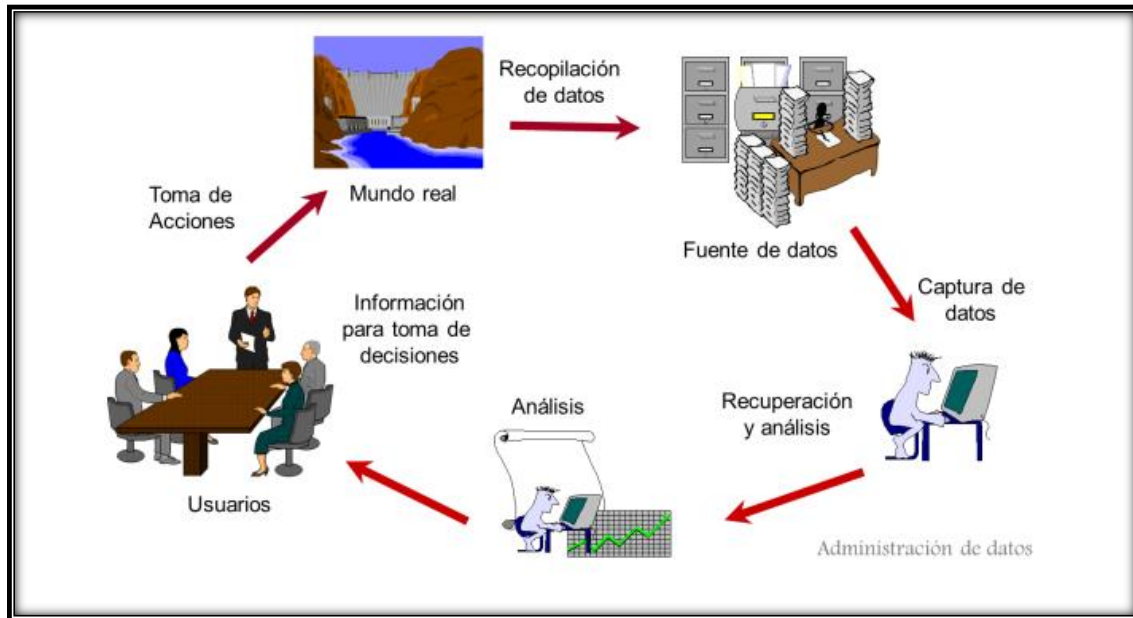 Recopilación
de datos
Mundo real
Fuente de datos
Captura de
datos
Recuperación
y análisis
Administración de datos
Análisis
Información
para toma de
decisiones
Usuarios
Toma de
Acciones